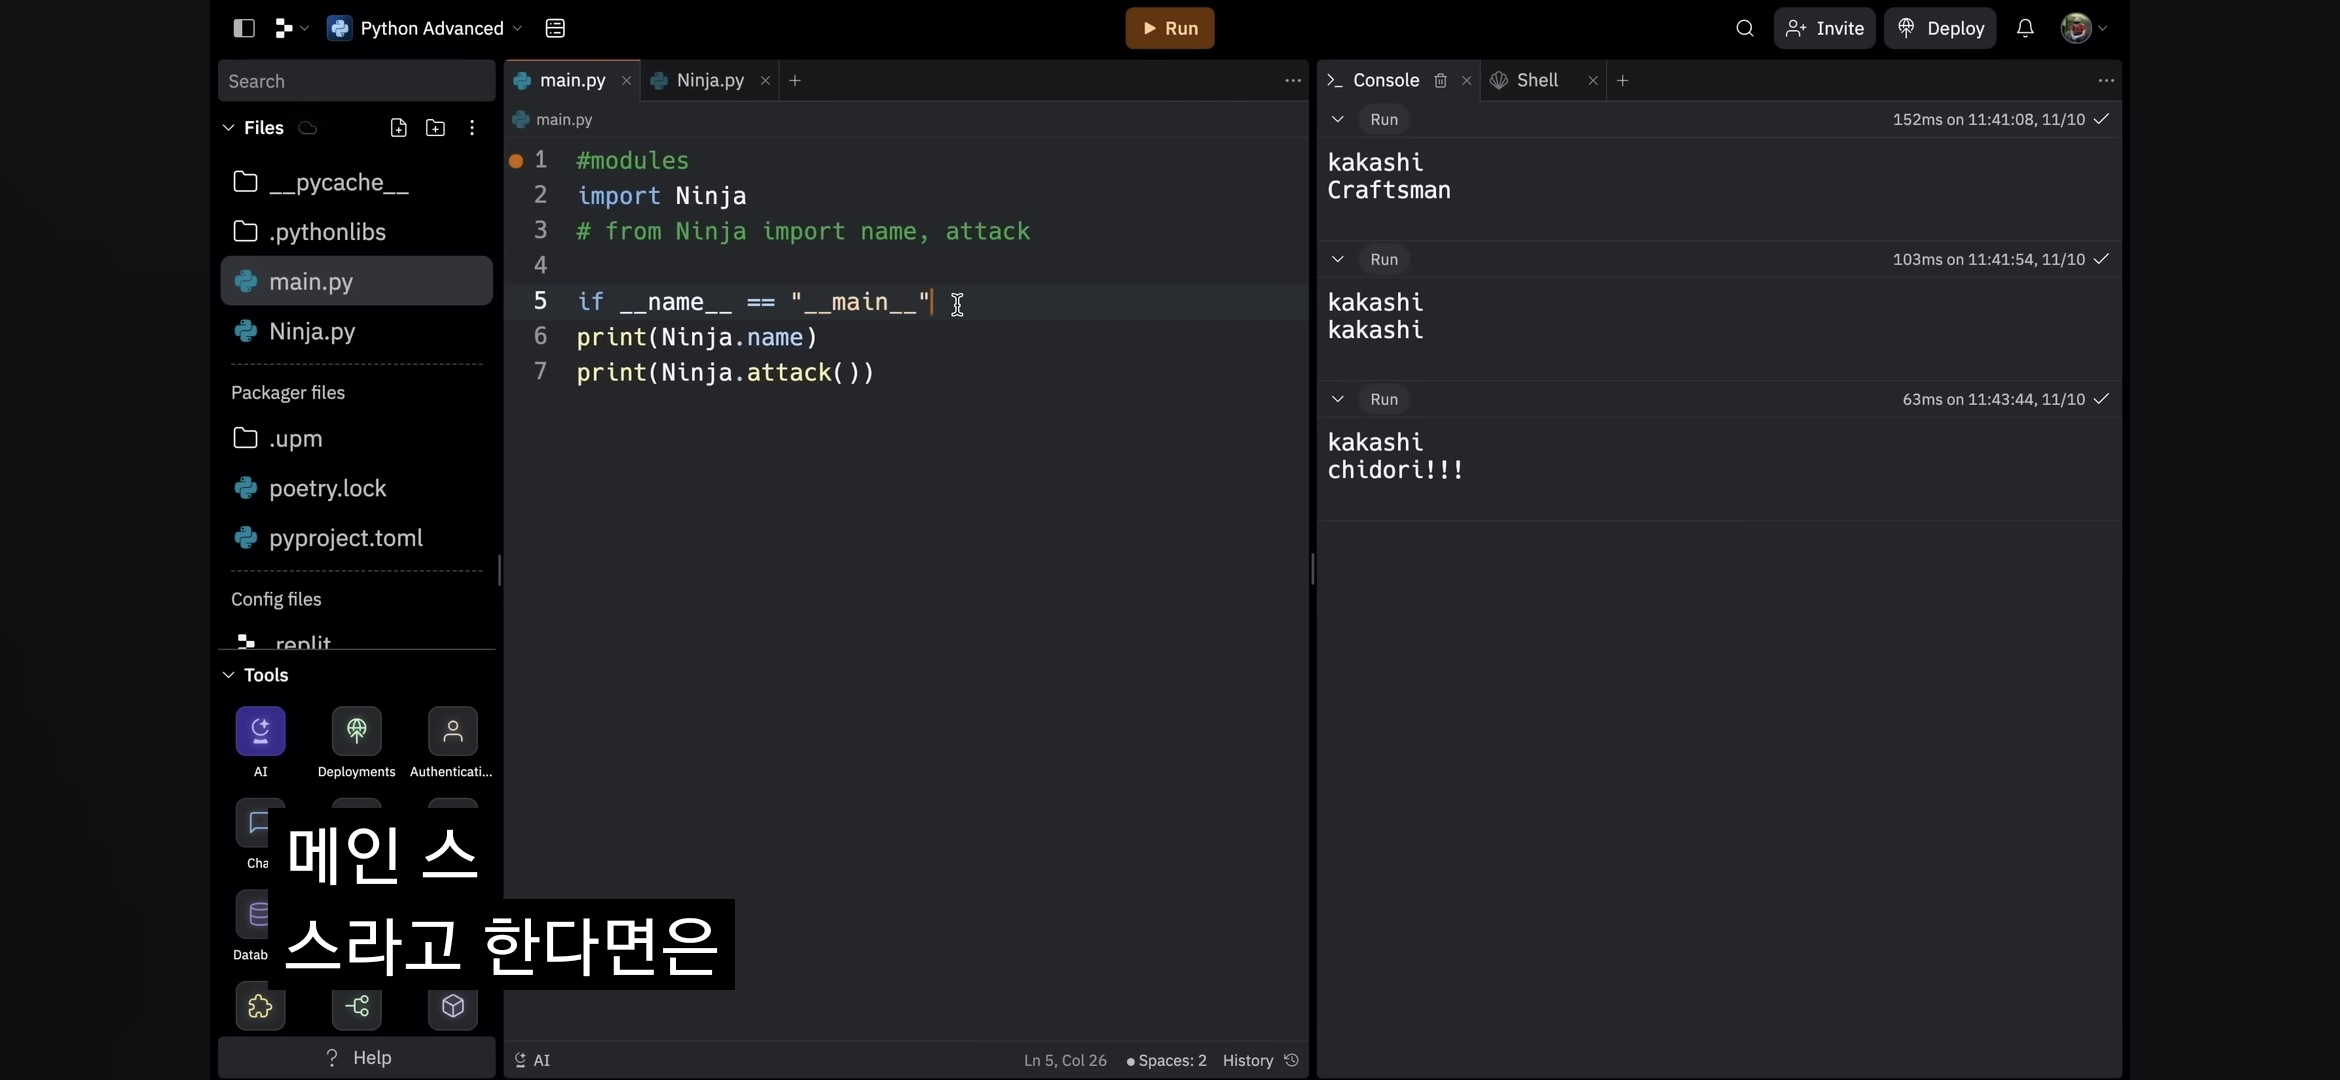 Python Advanced
Run
Invite
Deploy
Search
Files
__pycache__
.pythonlibs
main.py
Ninja.py
Packager files
.upm
poetry.lock
pyproject.toml
Config files
.replit
Tools
AI
Deployments
Authenticati...
Cha
Datab
? Help
main.py
Ninja.py
main.py
1 #modules
2 import Ninja
3 # from Ninja import name, attack
4
5 if __name__ == "__main__"
6 print(Ninja.name)
7 print(Ninja.attack())
AI
Ln 5, Col 26
Spaces: 2
History
Console
Shell
Run
152ms on 11:41:08, 11/10
kakashi
Craftsman
Run
103ms on 11:41:54, 11/10
kakashi
kakashi
Run
63ms on 11:43:44, 11/10
kakashi
chidori!!!
메인 스
스라고 한다면은